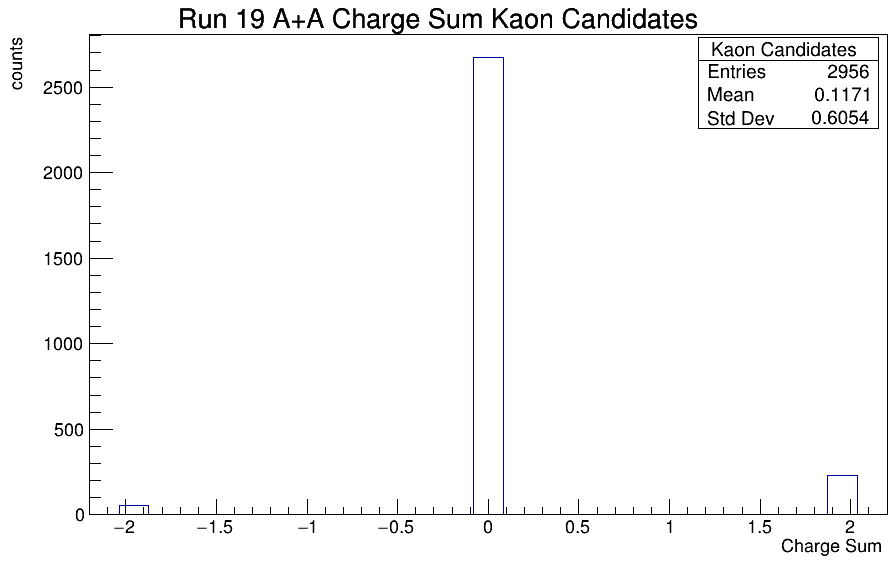 Run 19 A+A Charge Sum Kaon Candidates
counts
Kaon Candidates
Entries 2956
Mean 0.1171
Std Dev 0.6054
2500
2000
1500
1000
500
0
−2 −1.5 −1 −0.5 0 0.5 1 1.5 2
Charge Sum